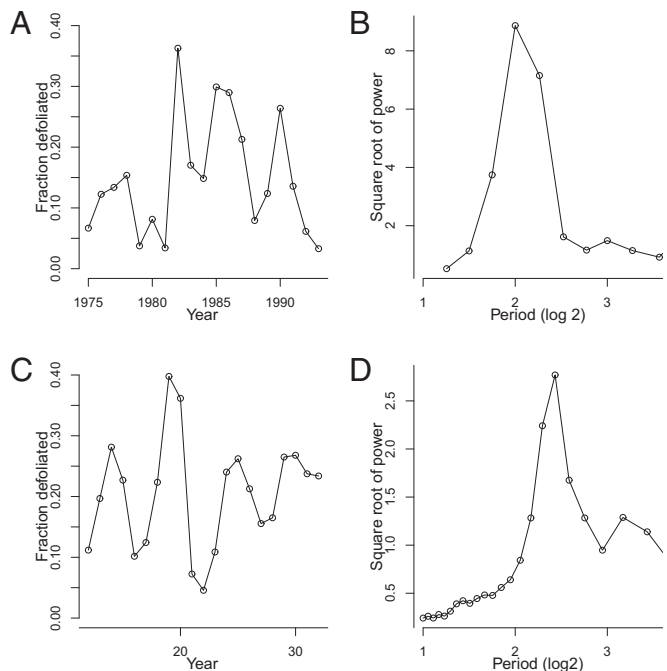 A
Fraction defoliated
0.00 0.10 0.20 0.30 0.40
1975 1980 1985 1990
Year
B
Square root of power
2 4 6 8
1 2 3
Period (log 2)
C
Fraction defoliated
0.00 0.10 0.20 0.30 0.40
20 30
Year
D
Square root of power
0.5 1.0 1.5 2.0 2.5
1 2 3
Period (log2)